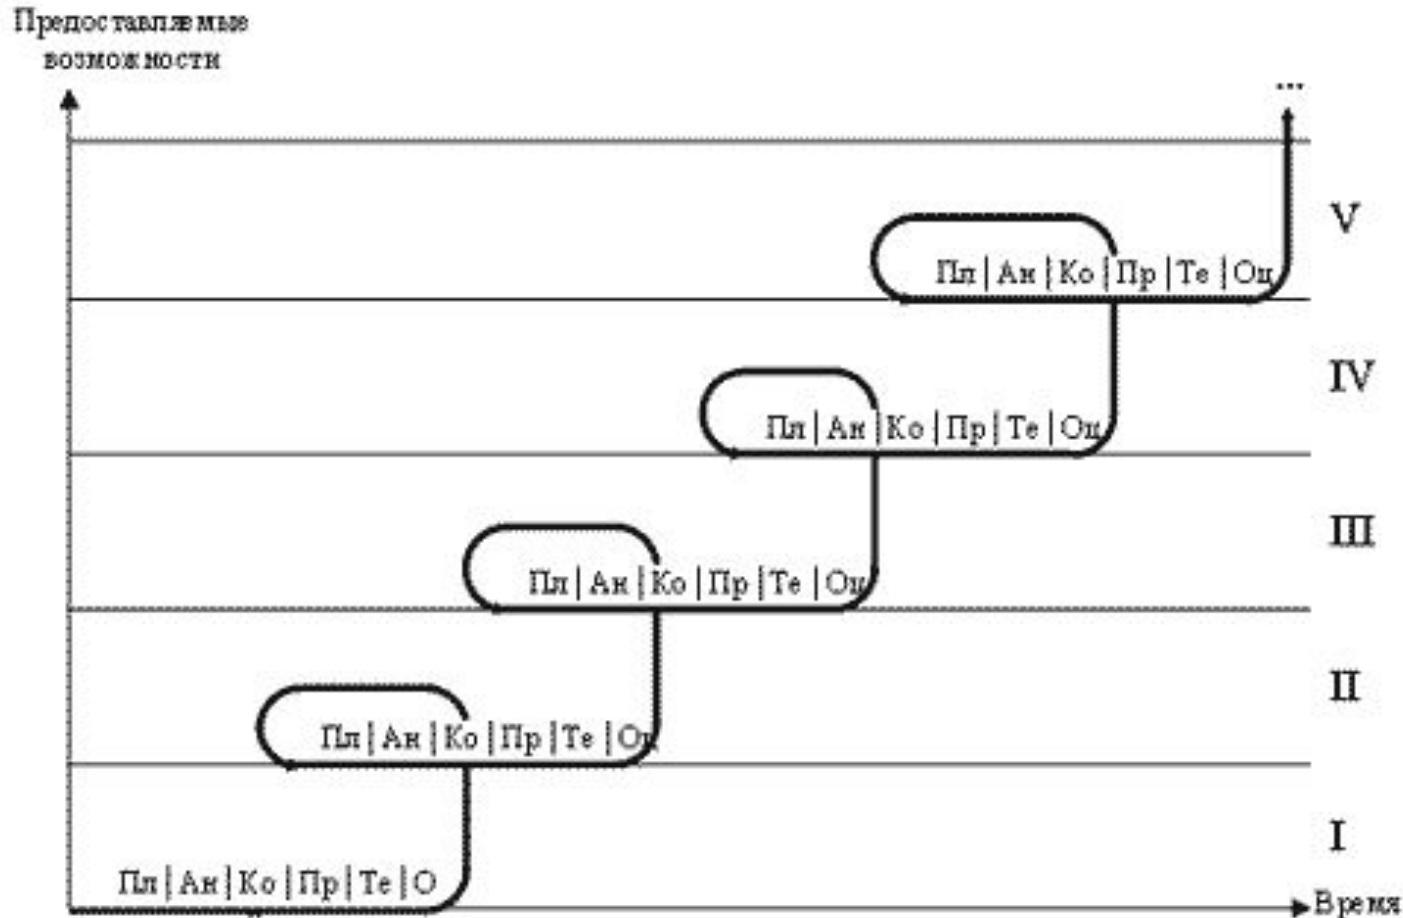 Предоставляемые
возможности
...
V
Пл|Ан|Ко|Пр|Те|Оц
IV
Пл|Ан|Ко|Пр|Те|Оц
III
Пл|Ан|Ко|Пр|Те|Оц
II
Пл|Ан|Ко|Пр|Те|Оц
I
Пл|Ан|Ко|Пр|Те|О
Время